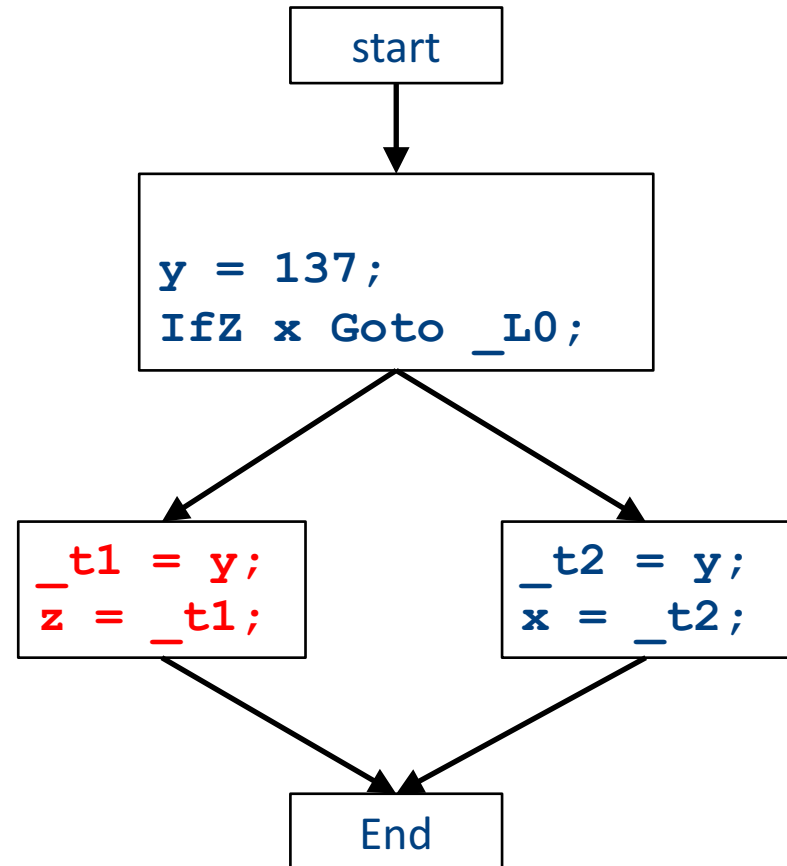 start
y = 137;
IfZ x Goto _L0;
_t1 = y;
z = _t1;
_t2 = y;
x = _t2;
End